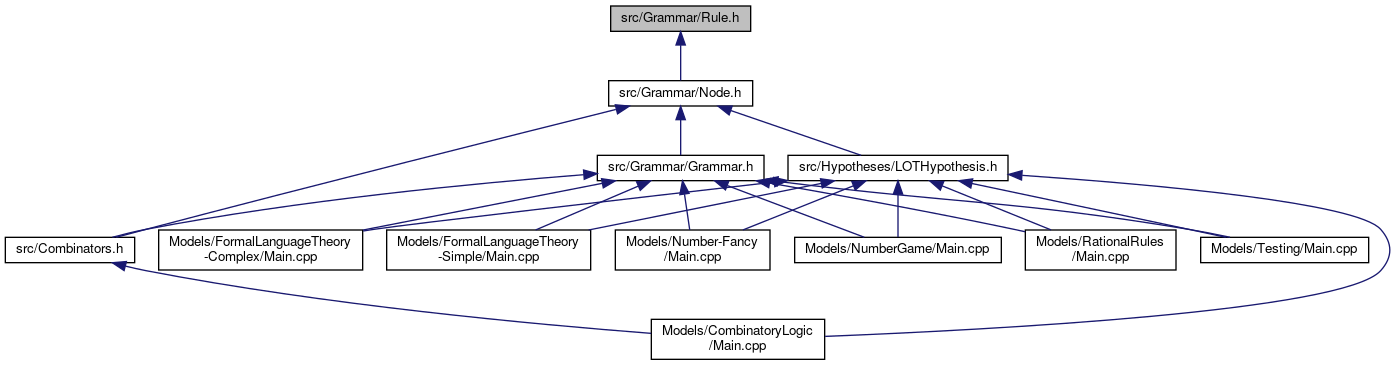 src/Grammar/Rule.h
src/Grammar/Node.h
src/Grammar/Grammar.h
src/Hypotheses/LOTHypothesis.h
src/Combinators.h
Models/FormalLanguageTheory
-Complex/Main.cpp
Models/FormalLanguageTheory
-Simple/Main.cpp
Models/Number-Fancy
/Main.cpp
Models/NumberGame/Main.cpp
Models/RationalRules
/Main.cpp
Models/Testing/Main.cpp
Models/CombinatoryLogic
/Main.cpp